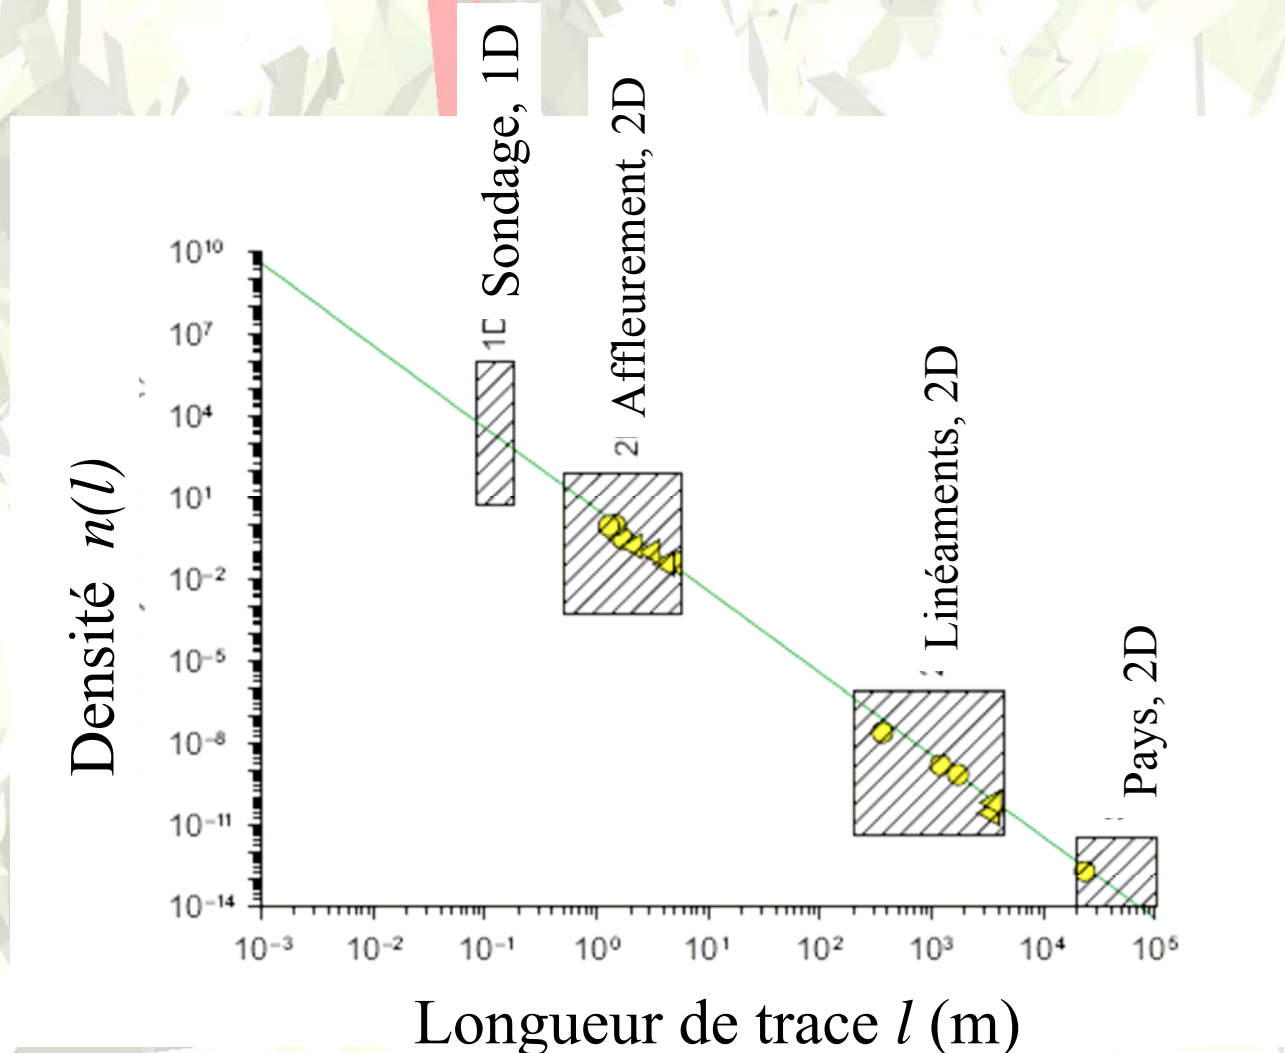 Sondage, 1D
Affleurement, 2D
Linéaments, 2D
Pays, 2D
Densité n(l)
10¹⁰
10⁷
10⁴
10¹
10⁻²
10⁻⁵
10⁻⁸
10⁻¹¹
10⁻¹⁴
10⁻³ 10⁻² 10⁻¹ 10⁰ 10¹ 10² 10³ 10⁴ 10⁵
Longueur de trace l (m)